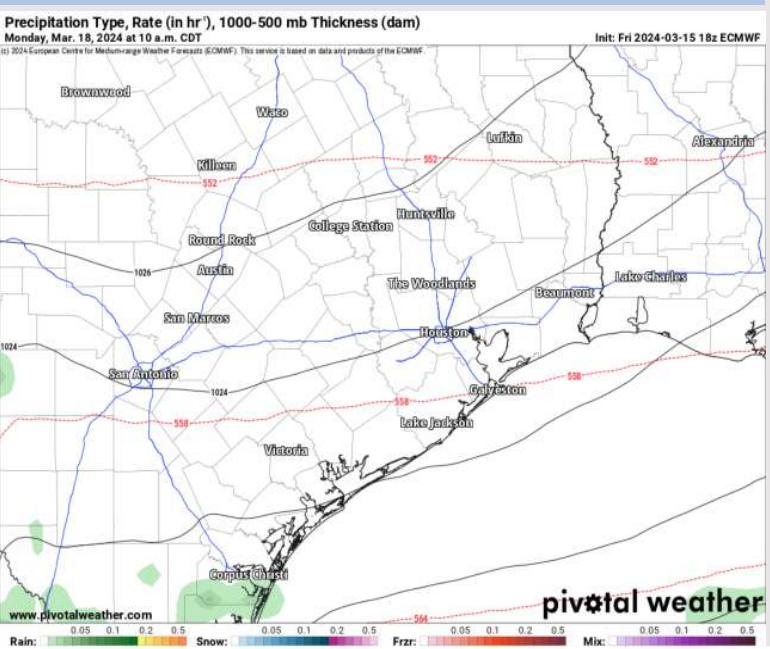 Precipitation Type, Rate (in hr⁻¹), 1000-500 mb Thickness (dam)
Monday, Mar. 18, 2024 at 10 a.m. CDT
Init: Fri 2024-03-15 18z ECMWF
(c) 2024 European Centre for Medium-range Weather Forecasts (ECMWF). This service is based on data and products of the ECMWF.
Brownwood
Waco
Lufkin
Alexandria
Killeen
552
552
552
Huntsville
College Station
Round Rock
Austin
1026
The Woodlands
Lake Charles
Beaumont
San Marcos
Houston
1024
San Antonio
1024
558
Galveston
558
558
Lake Jackson
Victoria
Corpus Christi
564
www.pivotalweather.com
pivotal weather
Rain: 0.05 0.1 0.2 0.5 Snow: 0.05 0.1 0.2 0.5 Frzr: 0.05 0.1 0.2 0.5 Mix: 0.05 0.1 0.2 0.5